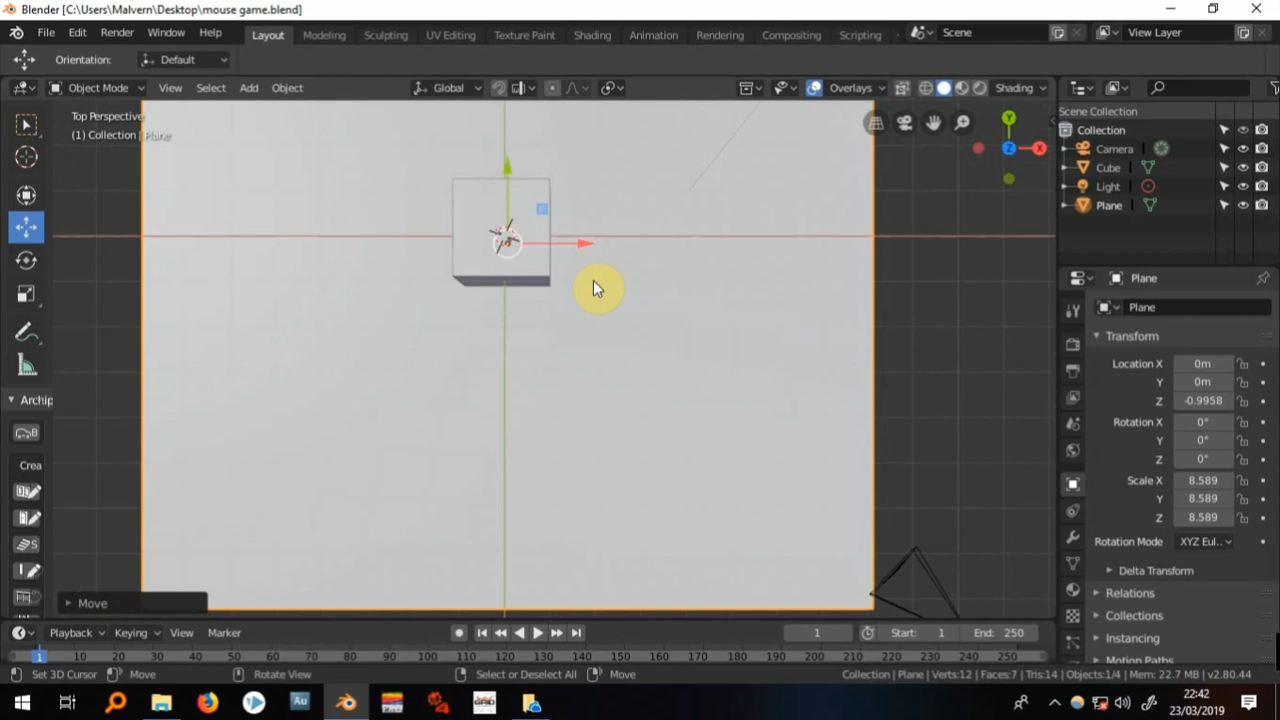 Blender [C:\Users\Malvern\Desktop\mouse game.blend]
File Edit Render Window Help Layout Modeling Sculpting UV Editing Texture Paint Shading Animation Rendering Compositing Scripting Scene View Layer
Orientation: Default
Object Mode View Select Add Object Global Overlays Shading
Top Perspective
(1) Collection | Plane
Y
Z
X
Scene Collection
Collection
Camera
Cube
Light
Plane
Plane
Plane
Transform
Location X 0m
Y 0m
Z -0.9958
Rotation X 0°
Y 0°
Z 0°
Scale X 8.589
Y 8.589
Z 8.589
Rotation Mode XYZ Eul..
Delta Transform
Relations
Collections
Instancing
Motion Paths
Archip
B
Crea
S
Move
Playback Keying View Marker 1 Start: 1 End: 250
1 10 20 30 40 50 60 70 80 90 100 110 120 130 140 150 160 170 180 190 200 210 220 230 240 250
Set 3D Cursor Move Rotate View Select or Deselect All Move Collection | Plane | Verts:12 | Faces:7 | Tris:14 | Objects:1/4 | Mem: 22.7 MB | v2.80.44
Au
22:42
23/03/2019